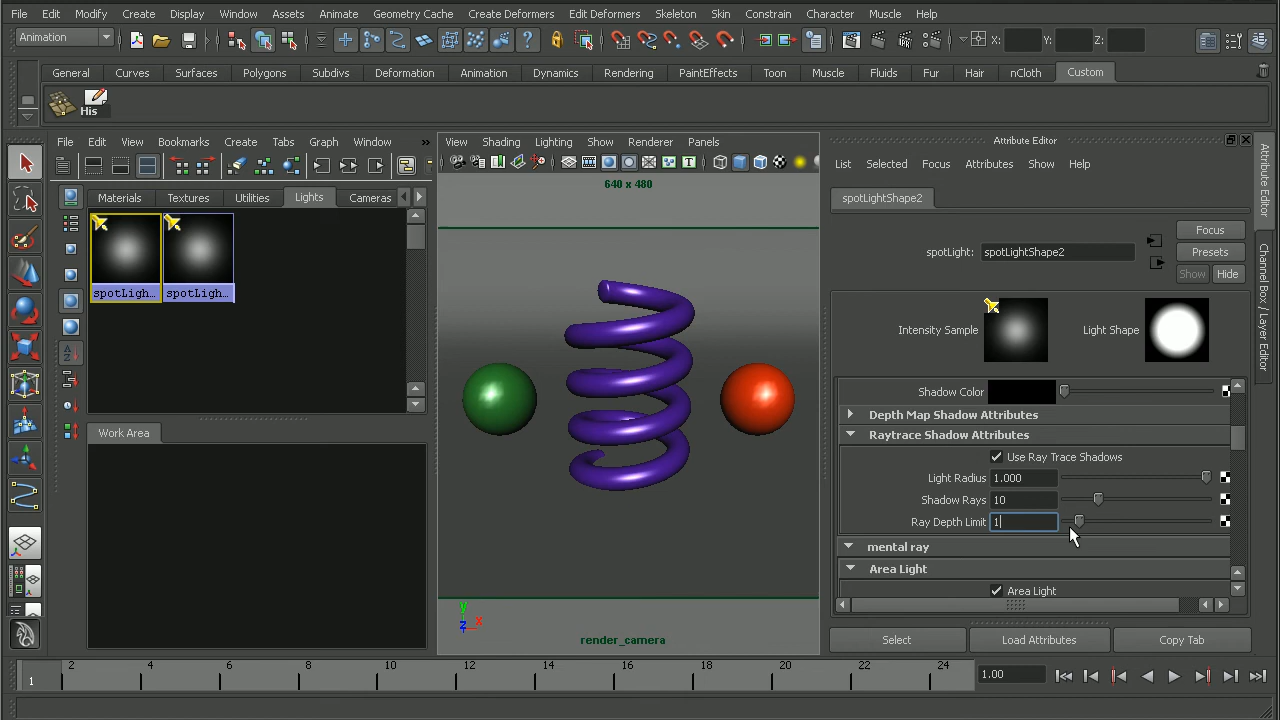 File Edit Modify Create Display Window Assets Animate Geometry Cache Create Deformers Edit Deformers Skeleton Skin Constrain Character Muscle Help
Animation X: Y: Z:
General Curves Surfaces Polygons Subdivs Deformation Animation Dynamics Rendering PaintEffects Toon Muscle Fluids Fur Hair nCloth Custom
His
File Edit View Bookmarks Create Tabs Graph Window »
Materials Textures Utilities Lights Cameras
spotLigh… spotLigh…
Work Area
View Shading Lighting Show Renderer Panels
640 x 480
y
z x
render_camera
Attribute Editor
List Selected Focus Attributes Show Help
spotLightShape2
Focus
spotLight: spotLightShape2
Presets
Show Hide
Intensity Sample Light Shape
Shadow Color
Depth Map Shadow Attributes
Raytrace Shadow Attributes
Use Ray Trace Shadows
Light Radius 1.000
Shadow Rays 10
Ray Depth Limit 1
mental ray
Area Light
Area Light
Select Load Attributes Copy Tab
Attribute Editor
Channel Box / Layer Editor
1 2 4 6 8 10 12 14 16 18 20 22 24 1.00